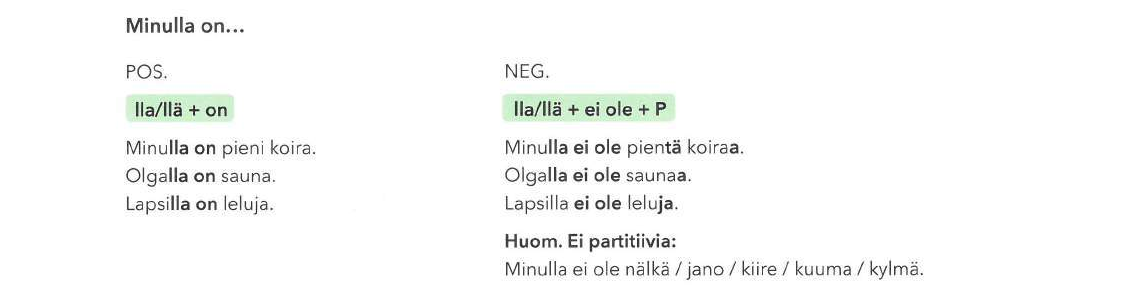 Minulla on...
POS.
lla/llä + on
Minulla on pieni koira.
Olgalla on sauna.
Lapsilla on leluja.
NEG.
lla/llä + ei ole + P
Minulla ei ole pientä koiraa.
Olgalla ei ole saunaa.
Lapsilla ei ole leluja.
Huom. Ei partitiivia:
Minulla ei ole nälkä / jano / kiire / kuuma / kylmä.